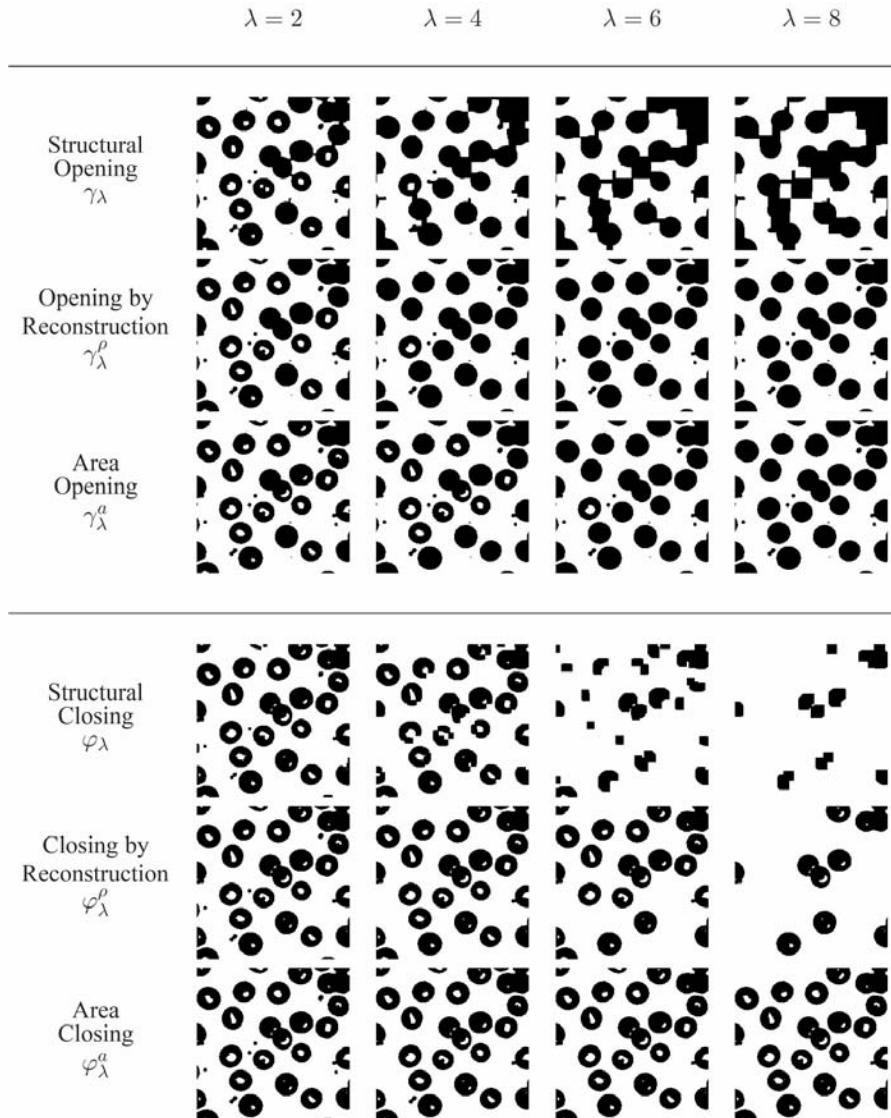 λ = 2 λ = 4 λ = 6 λ = 8
Structural
Opening
γλ
Opening by
Reconstruction
γλρ
Area
Opening
γλa
Structural
Closing
φλ
Closing by
Reconstruction
φλρ
Area
Closing
φλa